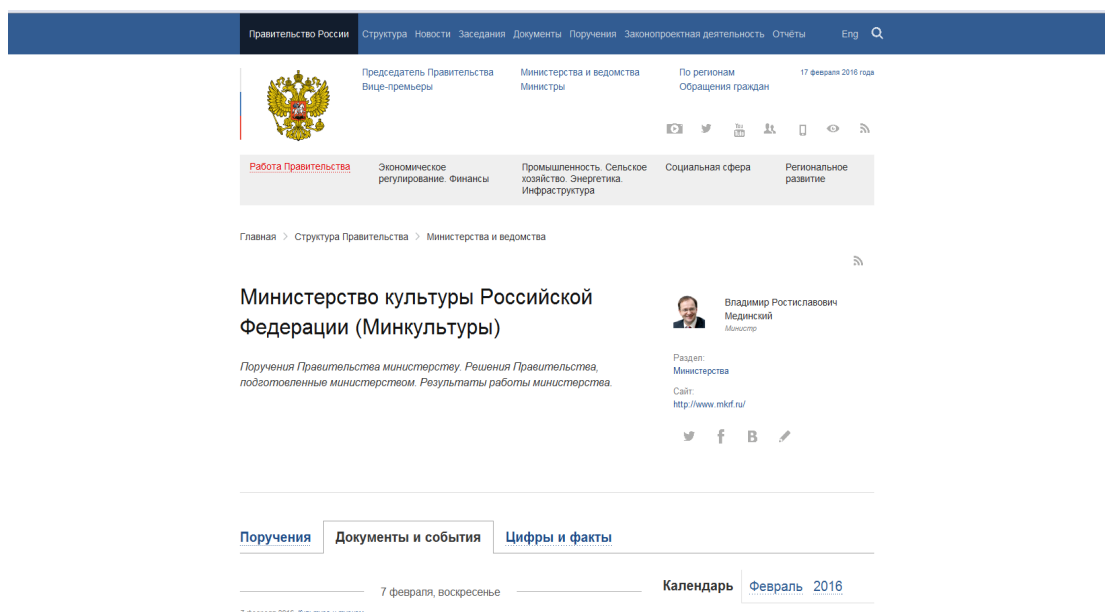 Правительство России Структура Новости Заседания Документы Поручения Законопроектная деятельность Отчёты Eng
Председатель Правительства Министерства и ведомства По регионам 17 февраля 2016 года
Вице-премьеры Министры Обращения граждан
You
Tube
Работа Правительства Экономическое Промышленность. Сельское Социальная сфера Региональное
регулирование. Финансы хозяйство. Энергетика. развитие
Инфраструктура
Главная Структура Правительства Министерства и ведомства
Министерство культуры Российской
Федерации (Минкультуры)
Поручения Правительства министерству. Решения Правительства,
подготовленные министерством. Результаты работы министерства.
Владимир Ростиславович
Мединский
Министр
Раздел:
Министерства
Сайт:
http://www.mkrf.ru/
Поручения Документы и события Цифры и факты
7 февраля, воскресенье
Календарь Февраль 2016